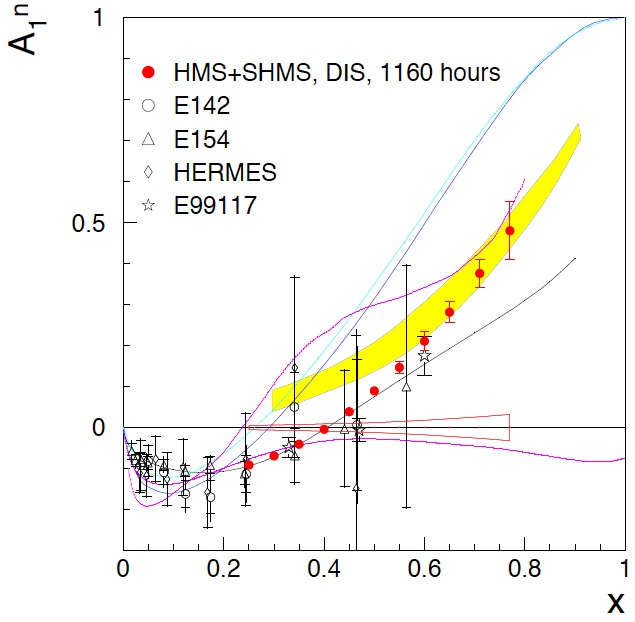 A₁ⁿ
1
HMS+SHMS, DIS, 1160 hours
E142
E154
HERMES
E99117
0.5
0
0 0.2 0.4 0.6 0.8 1
x